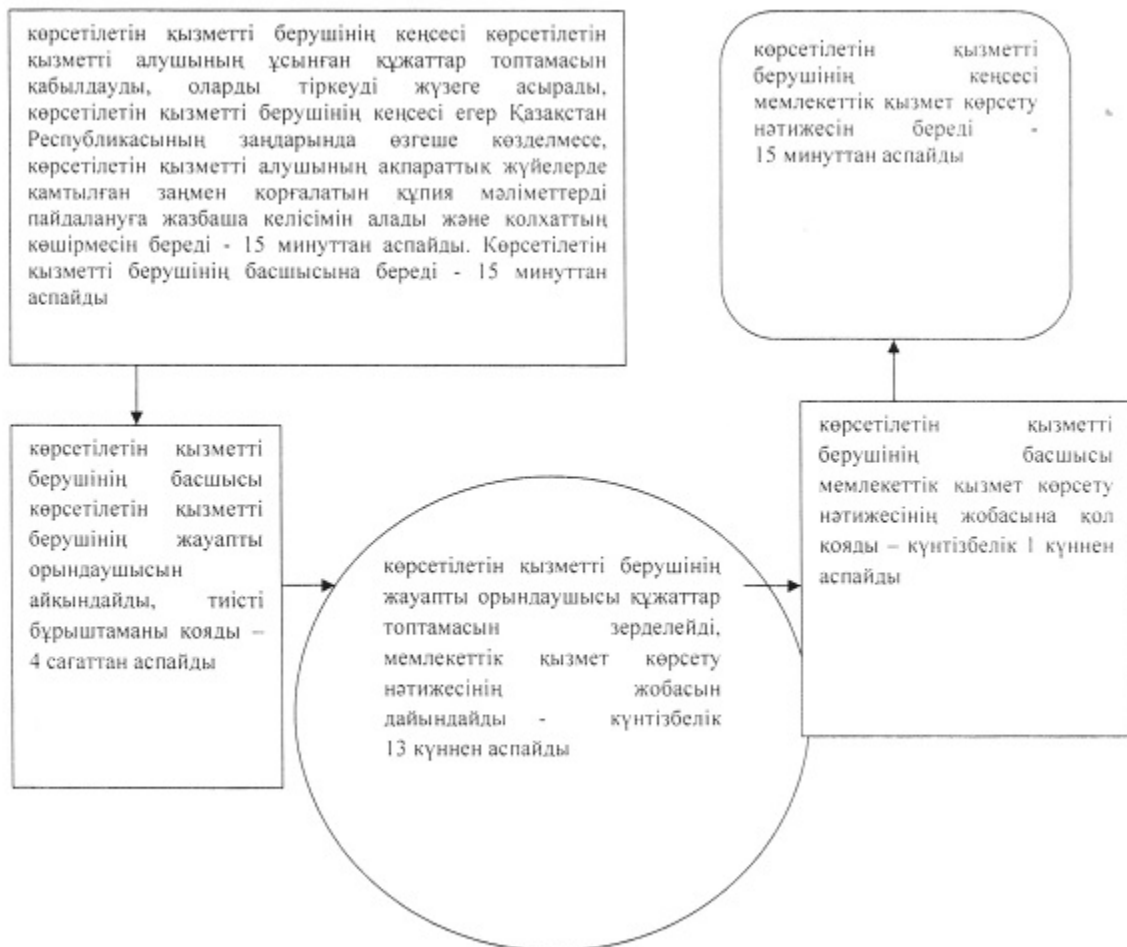 көрсетілетін қызметті берушінің кеңсесі көрсетілетін
қызметті алушының ұсынған құжаттар топтамасын
қабылдауды, оларды тіркеуді жүзеге асырады,
көрсетілетін қызметті берушінің кеңсесі егер Қазақстан
Республикасының заңдарында өзгеше көзделмесе,
көрсетілетін қызметті алушының ақпараттық жүйелерде
қамтылған заңмен қорғалатын құпия мәліметтерді
пайдалануға жазбаша келісімін алады және қолхаттың
көшірмесін береді - 15 минуттан аспайды. Көрсетілетін
қызметті берушінің басшысына береді - 15 минуттан
аспайды
көрсетілетін қызметті
берушінің басшысы
көрсетілетін қызметті
берушінің жауапты
орындаушысын
айқындайды, тиісті
бұрыштаманы қояды –
4 сағаттан аспайды
көрсетілетін қызметті берушінің
жауапты орындаушысы құжаттар
топтамасын зерделейді,
мемлекеттік қызмет көрсету
нәтижесінің жобасын
дайындайды - күнтізбелік
13 күннен аспайды
көрсетілетін қызметті
берушінің басшысы
мемлекеттік қызмет көрсету
нәтижесінің жобасына қол
қояды – күнтізбелік 1 күннен
аспайды
көрсетілетін қызметті
берушінің кеңсесі
мемлекеттік қызмет көрсету
нәтижесін береді -
15 минуттан аспайды